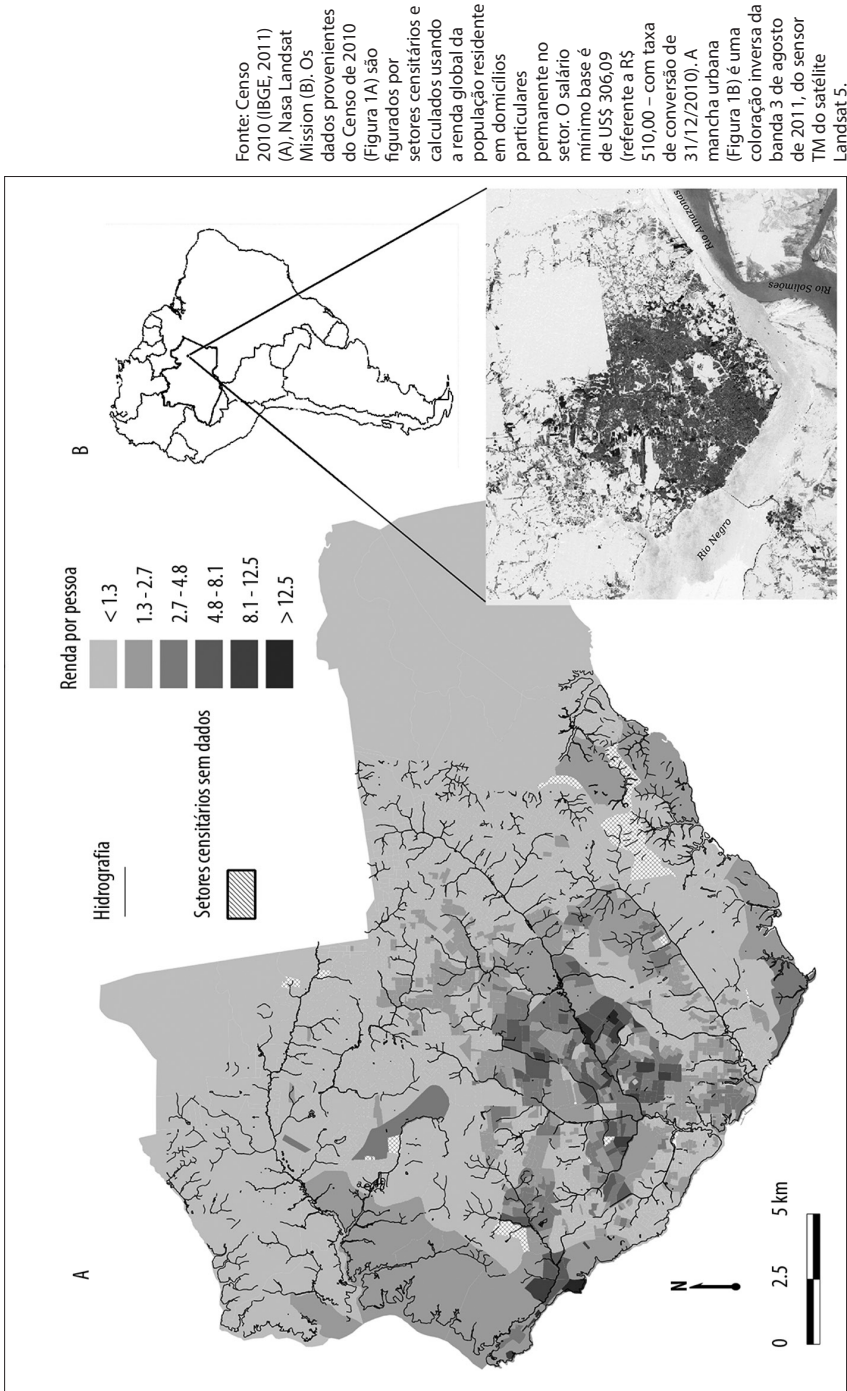 A
B
Hidrografia
Setores censitários sem dados
Renda por pessoa
< 1.3
1.3 - 2.7
2.7 - 4.8
4.8 - 8.1
8.1 - 12.5
> 12.5
N
0 2.5 5 km
Rio Negro
Rio Solimões
Rio Amazonas
Fonte: Censo
2010 (IBGE, 2011)
(A), Nasa Landsat
Mission (B). Os
dados provenientes
do Censo de 2010
(Figura 1A) são
figurados por
setores censitários e
calculados usando
a renda global da
população residente
em domicílios
particulares
permanente no
setor. O salário
mínimo base é
de US$ 306,09
(referente a R$
510,00 – com taxa
de conversão de
31/12/2010). A
mancha urbana
(Figura 1B) é uma
coloração inversa da
banda 3 de agosto
de 2011, do sensor
TM do satélite
Landsat 5.